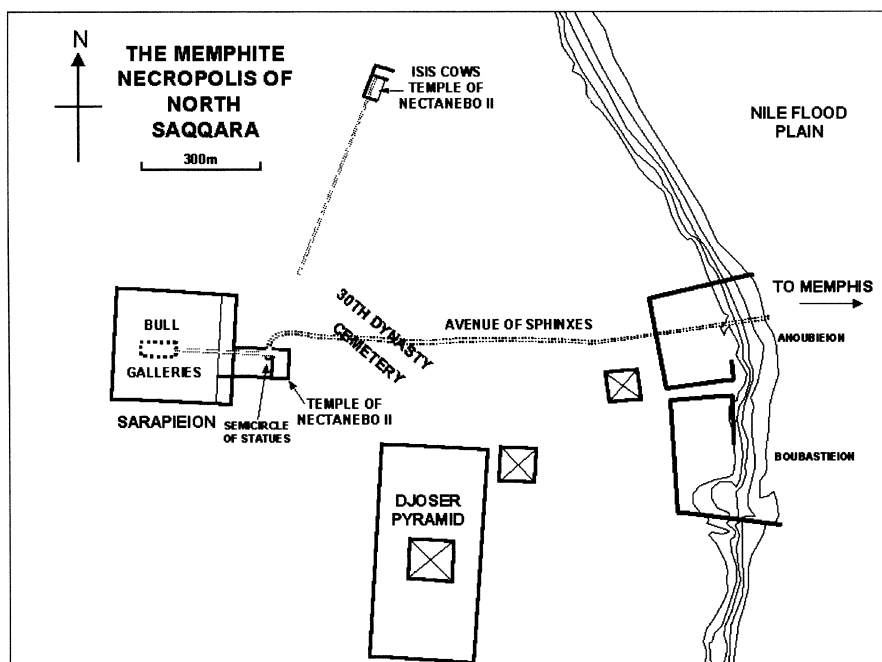 N
THE MEMPHITE
NECROPOLIS OF
NORTH
SAQQARA
300m
ISIS COWS
TEMPLE OF
NECTANEBO II
NILE FLOOD
PLAIN
TO MEMPHIS
30TH DYNASTY
CEMETERY
AVENUE OF SPHINXES
ANOUBIEION
BULL
GALLERIES
SARAPIEION
SEMICIRCLE
OF STATUES
TEMPLE OF
NECTANEBO II
BOUBASTIEION
DJOSER
PYRAMID